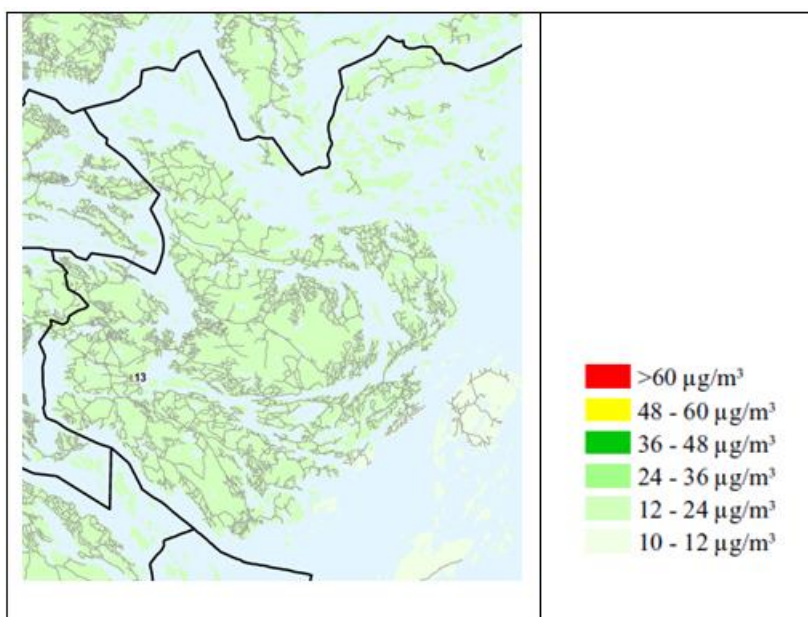 13
>60 µg/m³
48 - 60 µg/m³
36 - 48 µg/m³
24 - 36 µg/m³
12 - 24 µg/m³
10 - 12 µg/m³